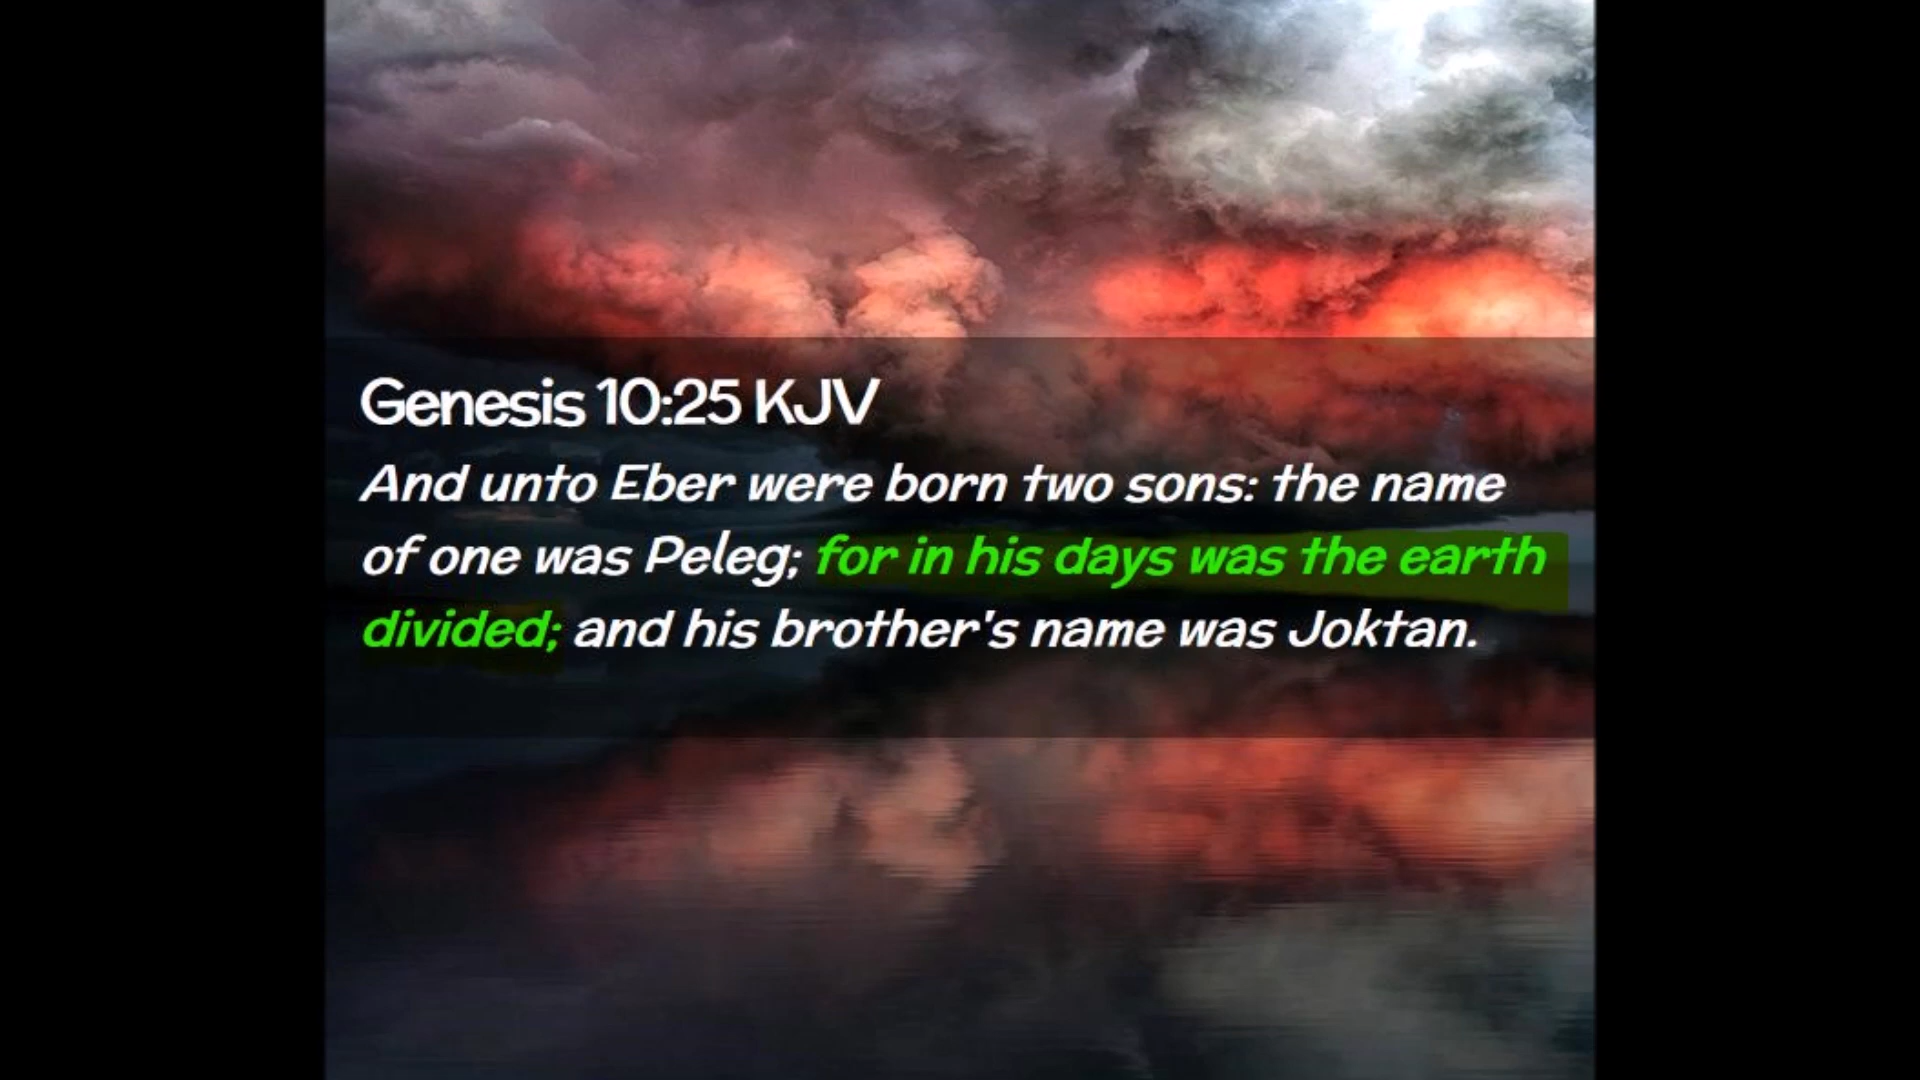 Genesis 10:25 KJV
And unto Eber were born two sons: the name
of one was Peleg; for in his days was the earth
divided; and his brother's name was Joktan.